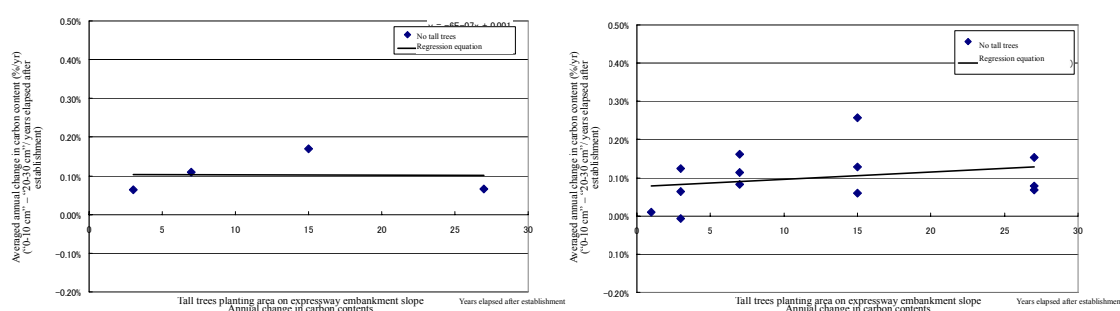 0.50%
0.40%
0.30%
0.20%
0.10%
0.00%
-0.10%
-0.20%
0
5
10
15
20
25
30
No tall trees
Regression equation
Averaged annual change in carbon content (%/yr)
("0-10 cm" – "20-30 cm"/ years elapsed after
establishment)
Tall trees planting area on expressway embankment slope
Annual change in carbon contents
Years elapsed after establishment
0.50%
0.40%
0.30%
0.20%
0.10%
0.00%
-0.10%
-0.20%
0
5
10
15
20
25
30
No tall trees
Regression equation
Averaged annual change in carbon content (%/yr)
("0-10 cm" – "20-30 cm"/ years elapsed after
establishment)
Tall trees planting area on expressway embankment slope
Annual change in carbon contents
Years elapsed after establishment